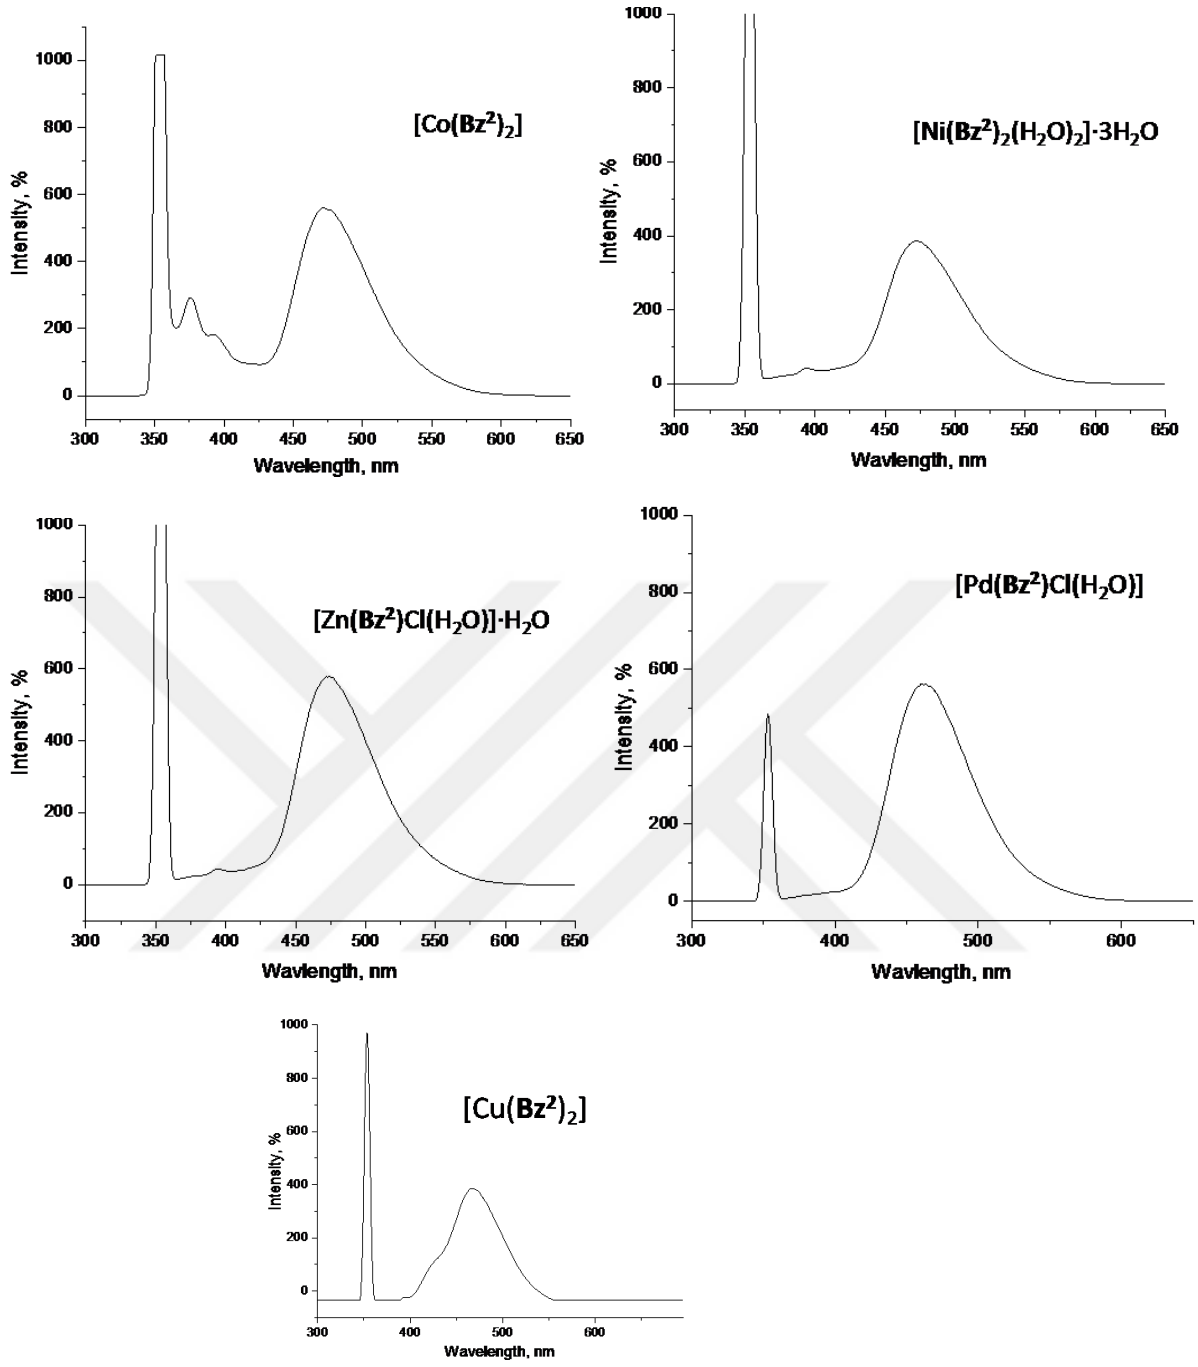 1000
800
600
400
200
0
Intensity, %
[Co(Bz²)₂]
300 350 400 450 500 550 600 650
Wavelength, nm
1000
800
600
400
200
0
Intensity, %
[Ni(Bz²)₂(H₂O)₂]·3H₂O
300 350 400 450 500 550 600 650
Wavlength, nm
1000
800
600
400
200
0
Intensity, %
[Zn(Bz²)Cl(H₂O)]·H₂O
300 350 400 450 500 550 600 650
Wavlength, nm
1000
800
600
400
200
0
Intensity, %
[Pd(Bz²)Cl(H₂O)]
300 400 500 600
Wavlength, nm
1000
800
600
400
200
0
Intensity, %
[Cu(Bz²)₂]
300 400 500 600
Wavelength, nm